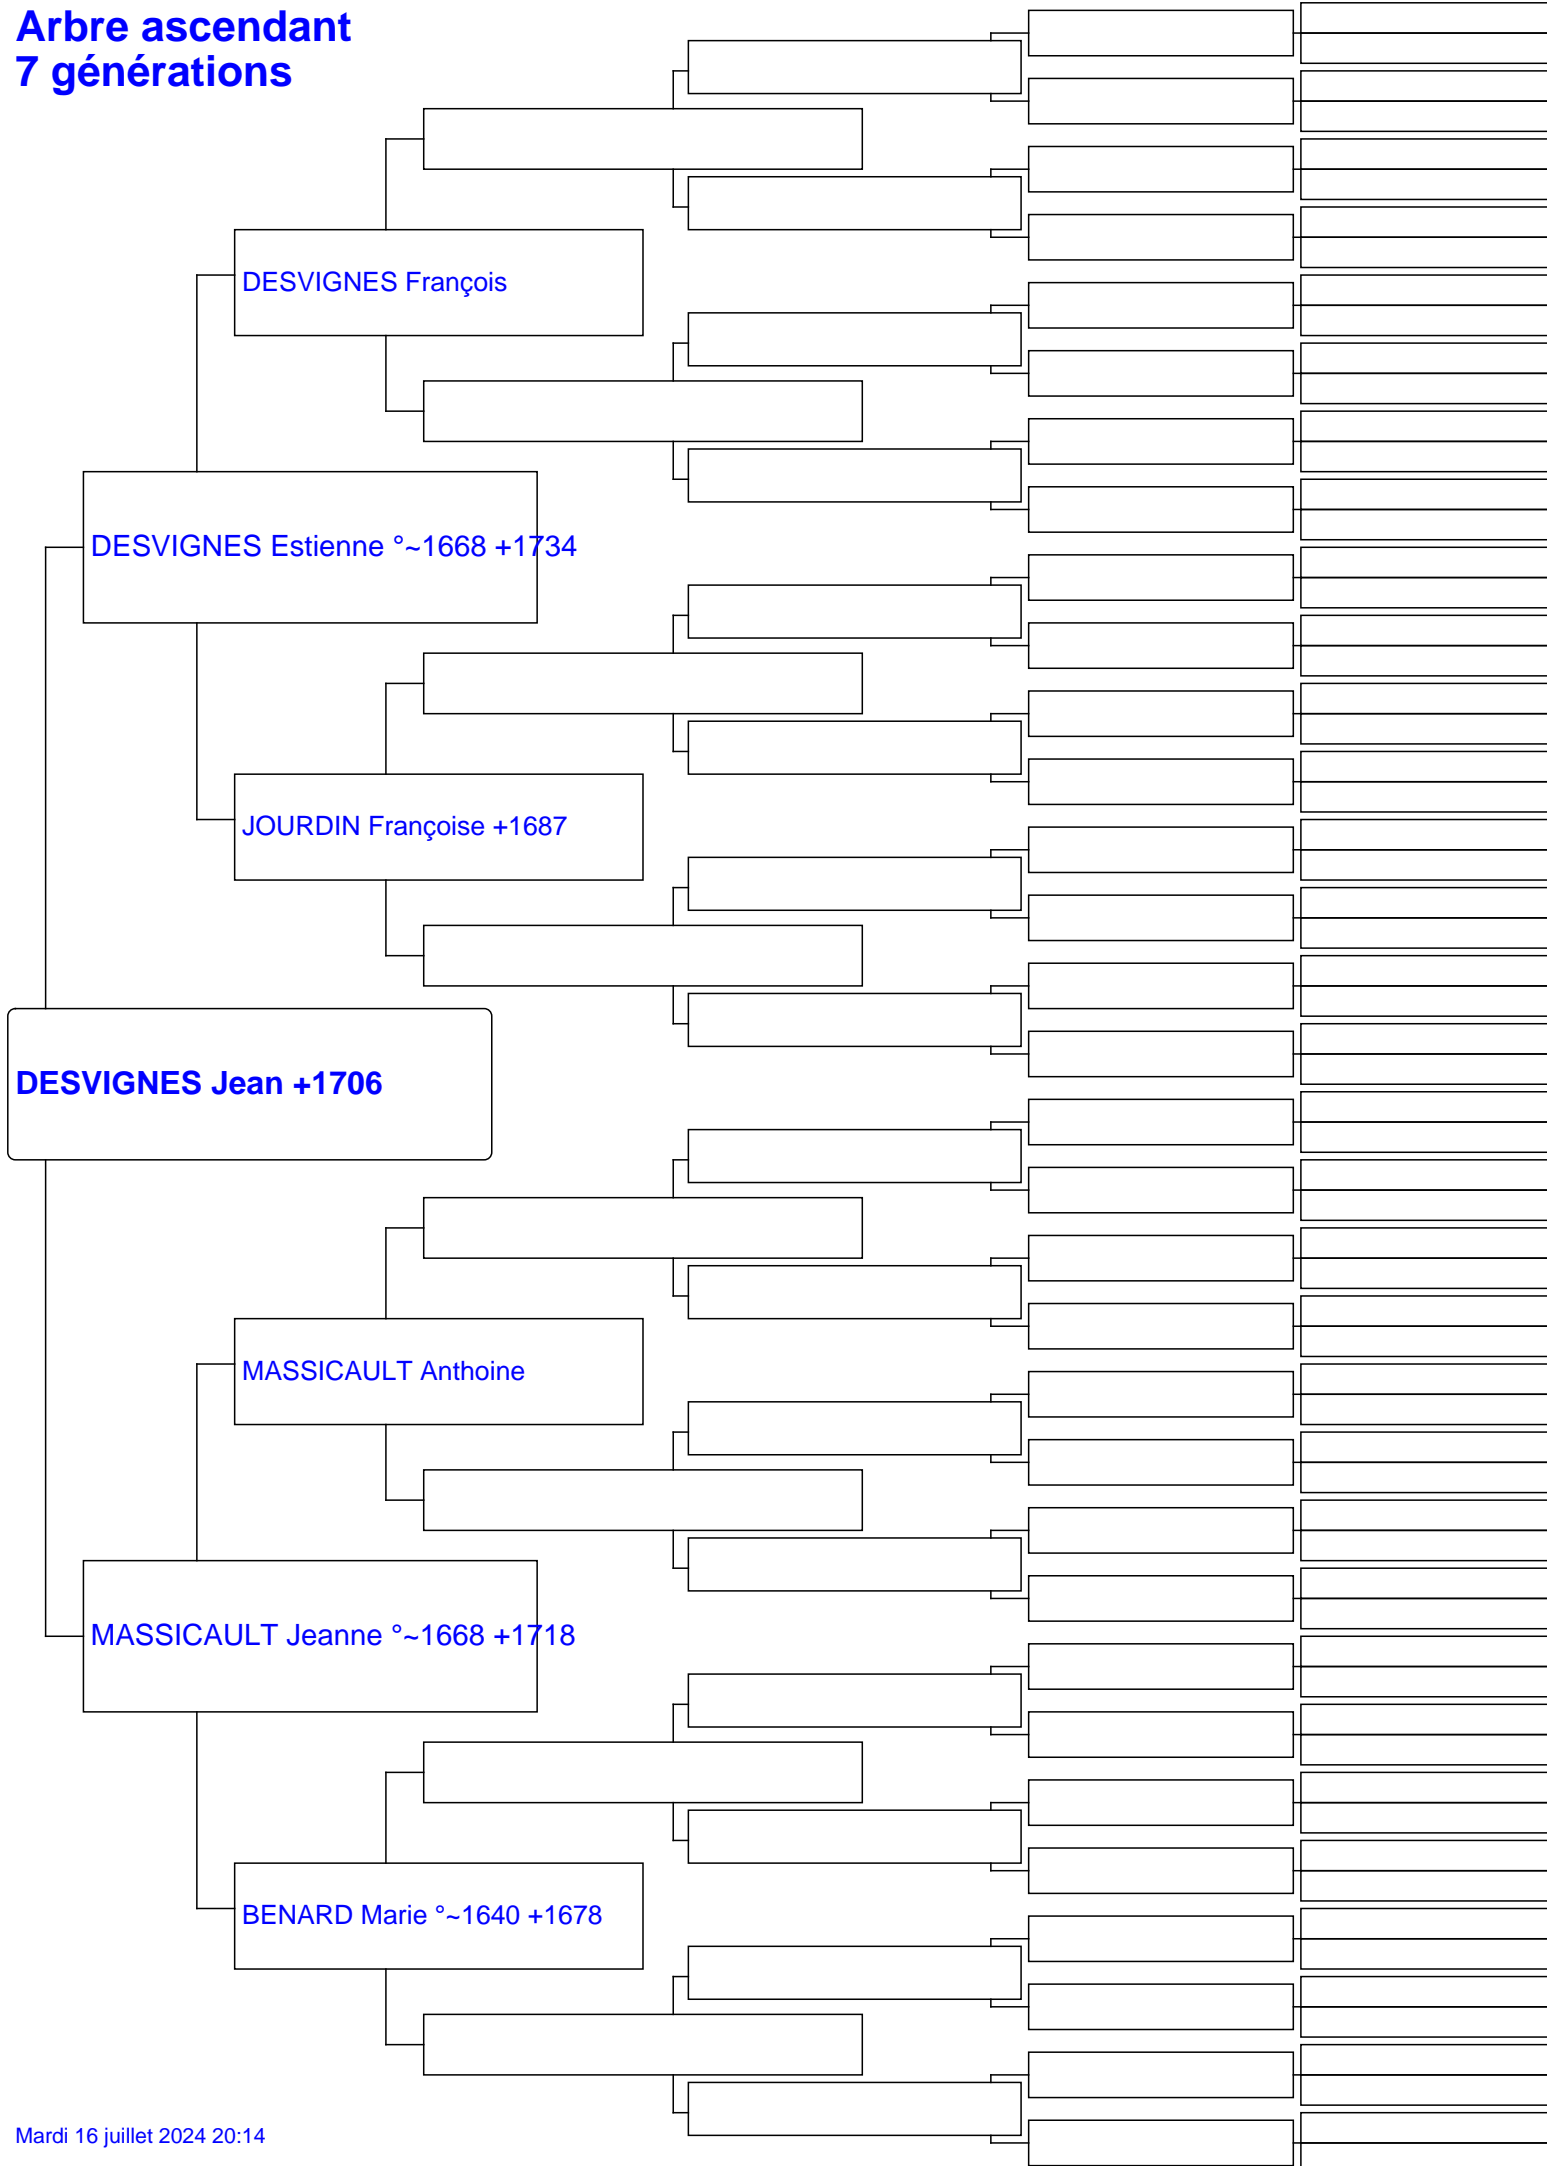 Arbre ascendant
7 générations
DESVIGNES François
DESVIGNES Estienne °~1668 +1734
JOURDIN Françoise +1687
DESVIGNES Jean +1706
MASSICAULT Anthoine
MASSICAULT Jeanne °~1668 +1718
BENARD Marie °~1640 +1678
Mardi 16 juillet 2024 20:14